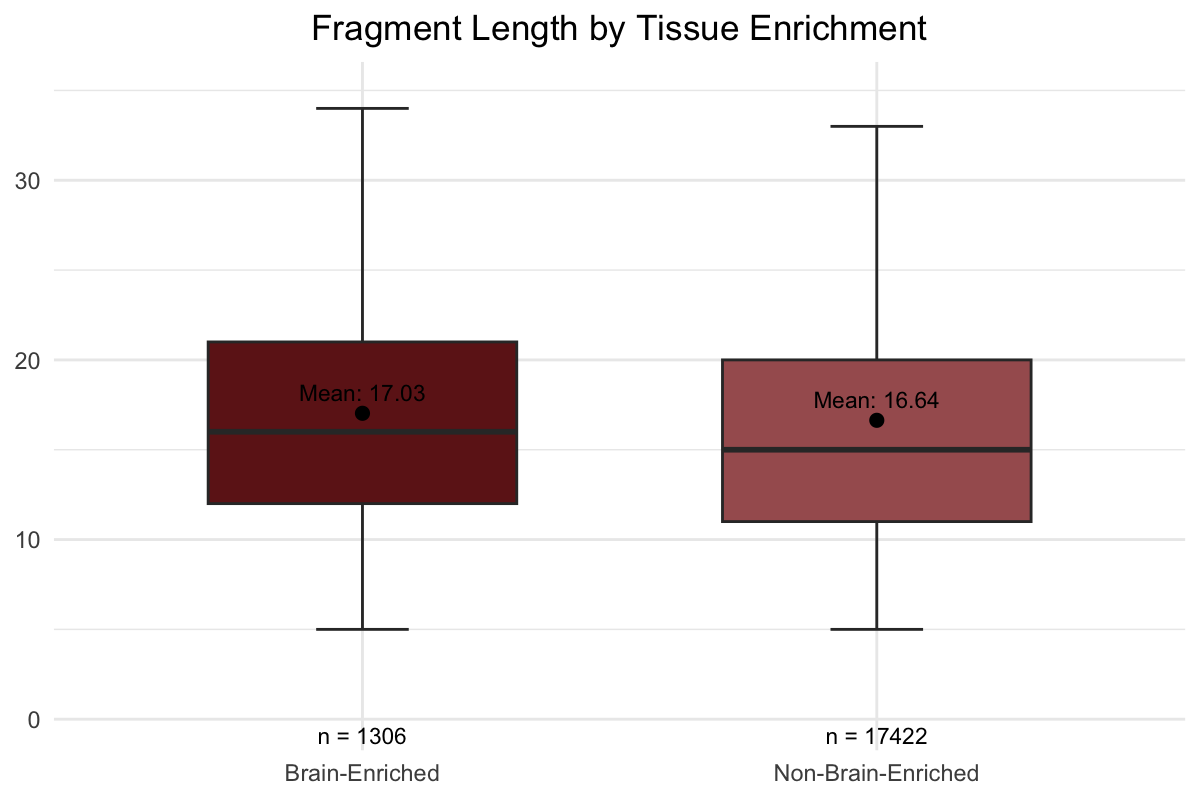 Fragment Length by Tissue Enrichment
30
20
10
0
Mean: 17.03
Mean: 16.64
n = 1306
n = 17422
Brain-Enriched
Non-Brain-Enriched